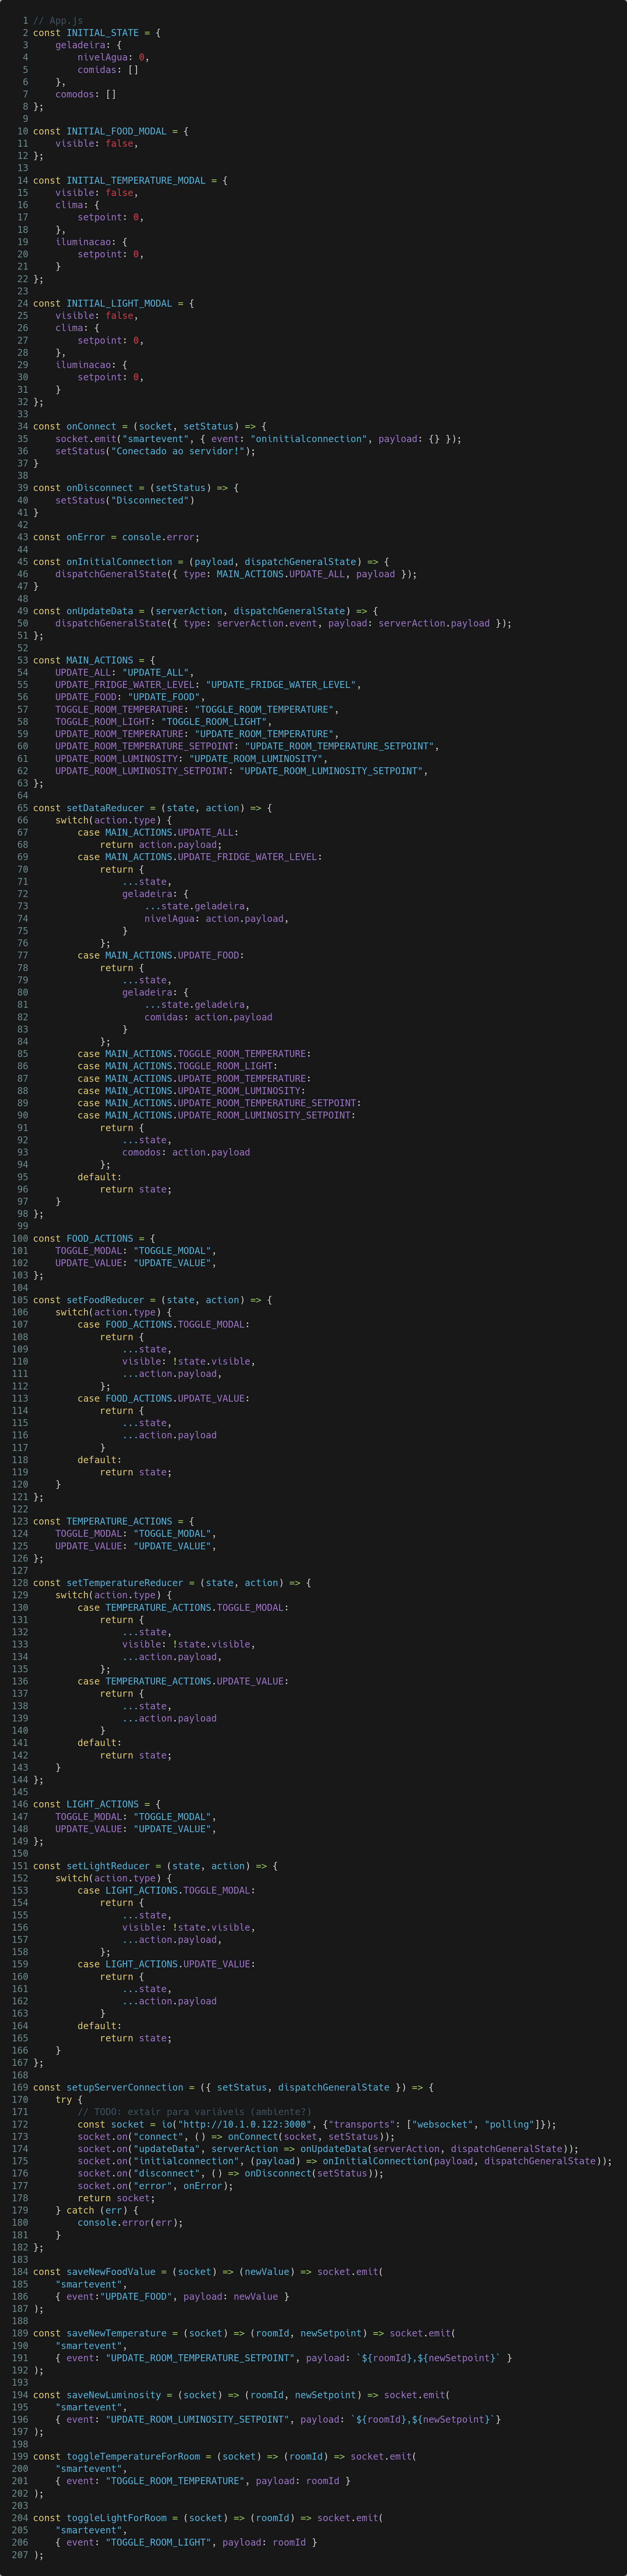 1 // App.js
2 const INITIAL_STATE = {
3     geladeira: {
4         nivelAgua: 0,
5         comidas: []
6     },
7     comodos: []
8 };
9
10 const INITIAL_FOOD_MODAL = {
11     visible: false,
12 };
13
14 const INITIAL_TEMPERATURE_MODAL = {
15     visible: false,
16     clima: {
17         setpoint: 0,
18     },
19     iluminacao: {
20         setpoint: 0,
21     }
22 };
23
24 const INITIAL_LIGHT_MODAL = {
25     visible: false,
26     clima: {
27         setpoint: 0,
28     },
29     iluminacao: {
30         setpoint: 0,
31     }
32 };
33
34 const onConnect = (socket, setStatus) => {
35     socket.emit("smartevent", { event: "oninitialconnection", payload: {} });
36     setStatus("Conectado ao servidor!");
37 }
38
39 const onDisconnect = (setStatus) => {
40     setStatus("Disconnected")
41 }
42
43 const onError = console.error;
44
45 const onInitialConnection = (payload, dispatchGeneralState) => {
46     dispatchGeneralState({ type: MAIN_ACTIONS.UPDATE_ALL, payload });
47 }
48
49 const onUpdateData = (serverAction, dispatchGeneralState) => {
50     dispatchGeneralState({ type: serverAction.event, payload: serverAction.payload });
51 };
52
53 const MAIN_ACTIONS = {
54     UPDATE_ALL: "UPDATE_ALL",
55     UPDATE_FRIDGE_WATER_LEVEL: "UPDATE_FRIDGE_WATER_LEVEL",
56     UPDATE_FOOD: "UPDATE_FOOD",
57     TOGGLE_ROOM_TEMPERATURE: "TOGGLE_ROOM_TEMPERATURE",
58     TOGGLE_ROOM_LIGHT: "TOGGLE_ROOM_LIGHT",
59     UPDATE_ROOM_TEMPERATURE: "UPDATE_ROOM_TEMPERATURE",
60     UPDATE_ROOM_TEMPERATURE_SETPOINT: "UPDATE_ROOM_TEMPERATURE_SETPOINT",
61     UPDATE_ROOM_LUMINOSITY: "UPDATE_ROOM_LUMINOSITY",
62     UPDATE_ROOM_LUMINOSITY_SETPOINT: "UPDATE_ROOM_LUMINOSITY_SETPOINT",
63 };
64
65 const setDataReducer = (state, action) => {
66     switch(action.type) {
67         case MAIN_ACTIONS.UPDATE_ALL:
68             return action.payload;
69         case MAIN_ACTIONS.UPDATE_FRIDGE_WATER_LEVEL:
70             return {
71                 ...state,
72                 geladeira: {
73                     ...state.geladeira,
74                     nivelAgua: action.payload,
75                 }
76             };
77         case MAIN_ACTIONS.UPDATE_FOOD:
78             return {
79                 ...state,
80                 geladeira: {
81                     ...state.geladeira,
82                     comidas: action.payload
83                 }
84             };
85         case MAIN_ACTIONS.TOGGLE_ROOM_TEMPERATURE:
86         case MAIN_ACTIONS.TOGGLE_ROOM_LIGHT:
87         case MAIN_ACTIONS.UPDATE_ROOM_TEMPERATURE:
88         case MAIN_ACTIONS.UPDATE_ROOM_LUMINOSITY:
89         case MAIN_ACTIONS.UPDATE_ROOM_TEMPERATURE_SETPOINT:
90         case MAIN_ACTIONS.UPDATE_ROOM_LUMINOSITY_SETPOINT:
91             return {
92                 ...state,
93                 comodos: action.payload
94             };
95         default:
96             return state;
97     }
98 };
99
100 const FOOD_ACTIONS = {
101     TOGGLE_MODAL: "TOGGLE_MODAL",
102     UPDATE_VALUE: "UPDATE_VALUE",
103 };
104
105 const setFoodReducer = (state, action) => {
106     switch(action.type) {
107         case FOOD_ACTIONS.TOGGLE_MODAL:
108             return {
109                 ...state,
110                 visible: !state.visible,
111                 ...action.payload,
112             };
113         case FOOD_ACTIONS.UPDATE_VALUE:
114             return {
115                 ...state,
116                 ...action.payload
117             }
118         default:
119             return state;
120     }
121 };
122
123 const TEMPERATURE_ACTIONS = {
124     TOGGLE_MODAL: "TOGGLE_MODAL",
125     UPDATE_VALUE: "UPDATE_VALUE",
126 };
127
128 const setTemperatureReducer = (state, action) => {
129     switch(action.type) {
130         case TEMPERATURE_ACTIONS.TOGGLE_MODAL:
131             return {
132                 ...state,
133                 visible: !state.visible,
134                 ...action.payload,
135             };
136         case TEMPERATURE_ACTIONS.UPDATE_VALUE:
137             return {
138                 ...state,
139                 ...action.payload
140             }
141         default:
142             return state;
143     }
144 };
145
146 const LIGHT_ACTIONS = {
147     TOGGLE_MODAL: "TOGGLE_MODAL",
148     UPDATE_VALUE: "UPDATE_VALUE",
149 };
150
151 const setLightReducer = (state, action) => {
152     switch(action.type) {
153         case LIGHT_ACTIONS.TOGGLE_MODAL:
154             return {
155                 ...state,
156                 visible: !state.visible,
157                 ...action.payload,
158             };
159         case LIGHT_ACTIONS.UPDATE_VALUE:
160             return {
161                 ...state,
162                 ...action.payload
163             }
164         default:
165             return state;
166     }
167 };
168
169 const setupServerConnection = ({ setStatus, dispatchGeneralState }) => {
170     try {
171         // TODO: extair para variáveis (ambiente?)
172         const socket = io("http://10.1.0.122:3000", {"transports": ["websocket", "polling"]});
173         socket.on("connect", () => onConnect(socket, setStatus));
174         socket.on("updateData", serverAction => onUpdateData(serverAction, dispatchGeneralState));
175         socket.on("initialconnection", (payload) => onInitialConnection(payload, dispatchGeneralState));
176         socket.on("disconnect", () => onDisconnect(setStatus));
177         socket.on("error", onError);
178         return socket;
179     } catch (err) {
180         console.error(err);
181     }
182 };
183
184 const saveNewFoodValue = (socket) => (newValue) => socket.emit(
185     "smartevent",
186     { event:"UPDATE_FOOD", payload: newValue }
187 );
188
189 const saveNewTemperature = (socket) => (roomId, newSetpoint) => socket.emit(
190     "smartevent",
191     { event: "UPDATE_ROOM_TEMPERATURE_SETPOINT", payload: `${roomId},${newSetpoint}` }
192 );
193
194 const saveNewLuminosity = (socket) => (roomId, newSetpoint) => socket.emit(
195     "smartevent",
196     { event: "UPDATE_ROOM_LUMINOSITY_SETPOINT", payload: `${roomId},${newSetpoint}`}
197 );
198
199 const toggleTemperatureForRoom = (socket) => (roomId) => socket.emit(
200     "smartevent",
201     { event: "TOGGLE_ROOM_TEMPERATURE", payload: roomId }
202 );
203
204 const toggleLightForRoom = (socket) => (roomId) => socket.emit(
205     "smartevent",
206     { event: "TOGGLE_ROOM_LIGHT", payload: roomId }
207 );